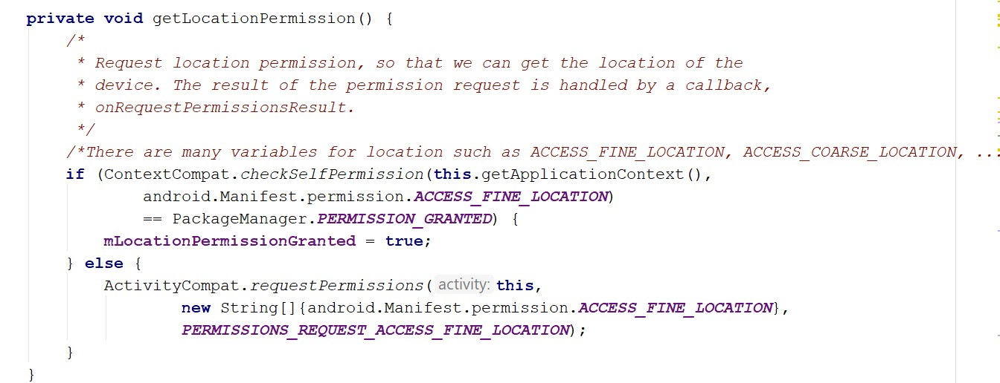 private void getLocationPermission() {
/*
* Request location permission, so that we can get the location of the
* device. The result of the permission request is handled by a callback,
* onRequestPermissionsResult.
*/
/*There are many variables for location such as ACCESS_FINE_LOCATION, ACCESS_COARSE_LOCATION, ...
if (ContextCompat.checkSelfPermission(this.getApplicationContext(),
android.Manifest.permission.ACCESS_FINE_LOCATION)
== PackageManager.PERMISSION_GRANTED) {
mLocationPermissionGranted = true;
} else {
ActivityCompat.requestPermissions( activity: this,
new String[]{android.Manifest.permission.ACCESS_FINE_LOCATION},
PERMISSIONS_REQUEST_ACCESS_FINE_LOCATION);
}
}